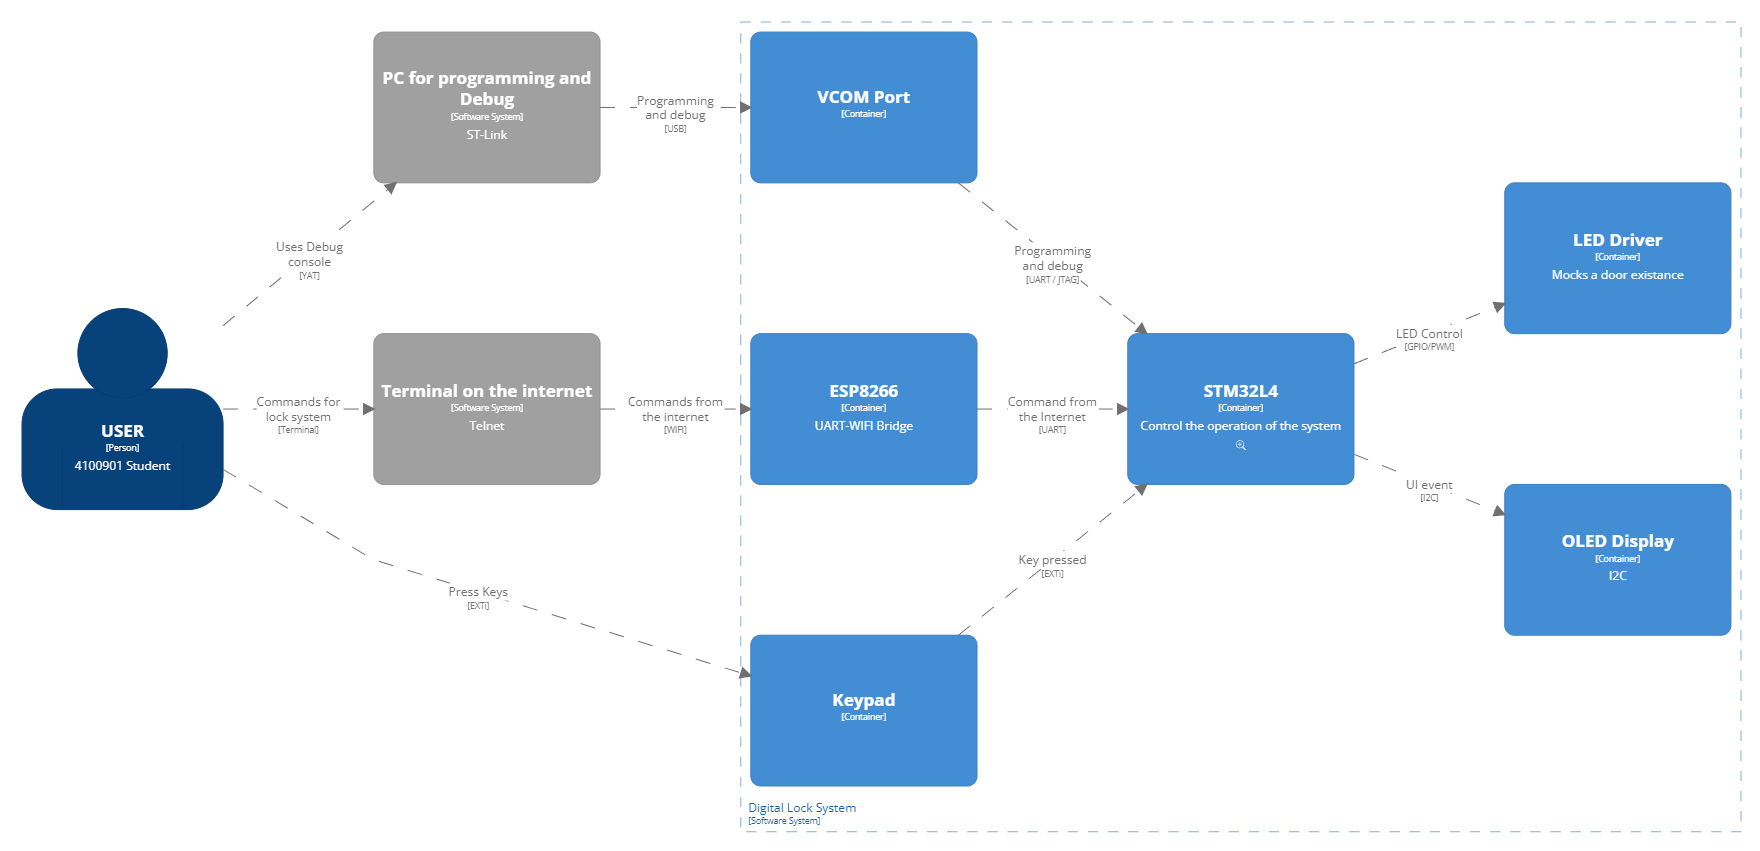 PC for programming and
Debug
[Software System]
ST-Link
Programming
and debug
[USB]
VCOM Port
[Container]
Uses Debug
console
[YAT]
Programming
and debug
[UART / JTAG]
LED Driver
[Container]
Mocks a door existance
LED Control
[GPIO/PWM]
USER
[Person]
4100901 Student
Commands for
lock system
[Terminal]
Terminal on the internet
[Software System]
Telnet
Commands from
the internet
[WIFI]
ESP8266
[Container]
UART-WIFI Bridge
Command from
the Internet
[UART]
STM32L4
[Container]
Control the operation of the system
UI event
[I2C]
OLED Display
[Container]
I2C
Press Keys
[EXTi]
Key pressed
[EXTi]
Keypad
[Container]
Digital Lock System
[Software System]